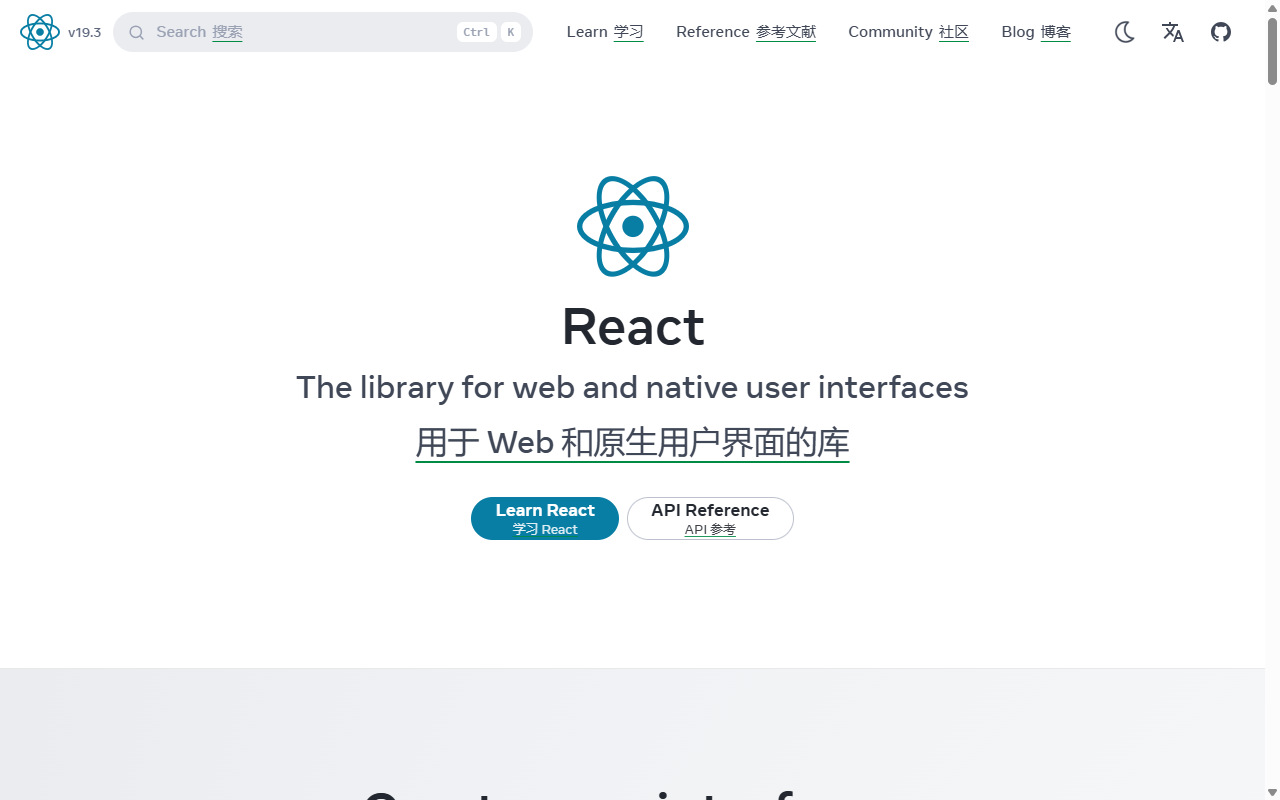 v19.3 Search 搜索 Ctrl K Learn 学习 Reference 参考文献 Community 社区 Blog 博客
React
The library for web and native user interfaces
用于 Web 和原生用户界面的库
Learn React API Reference
学习 React API 参考